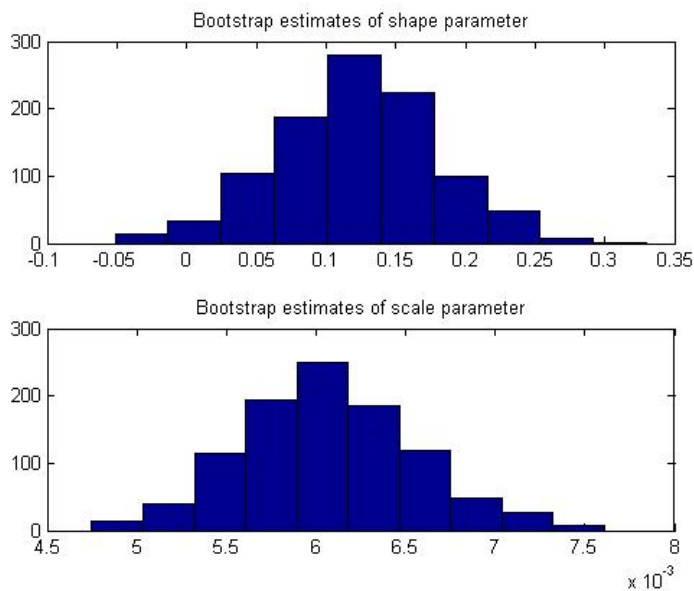 Bootstrap estimates of shape parameter
300
200
100
0
-0.1 -0.05 0 0.05 0.1 0.15 0.2 0.25 0.3 0.35
Bootstrap estimates of scale parameter
300
200
100
0
4.5 5 5.5 6 6.5 7 7.5 8
x 10-3